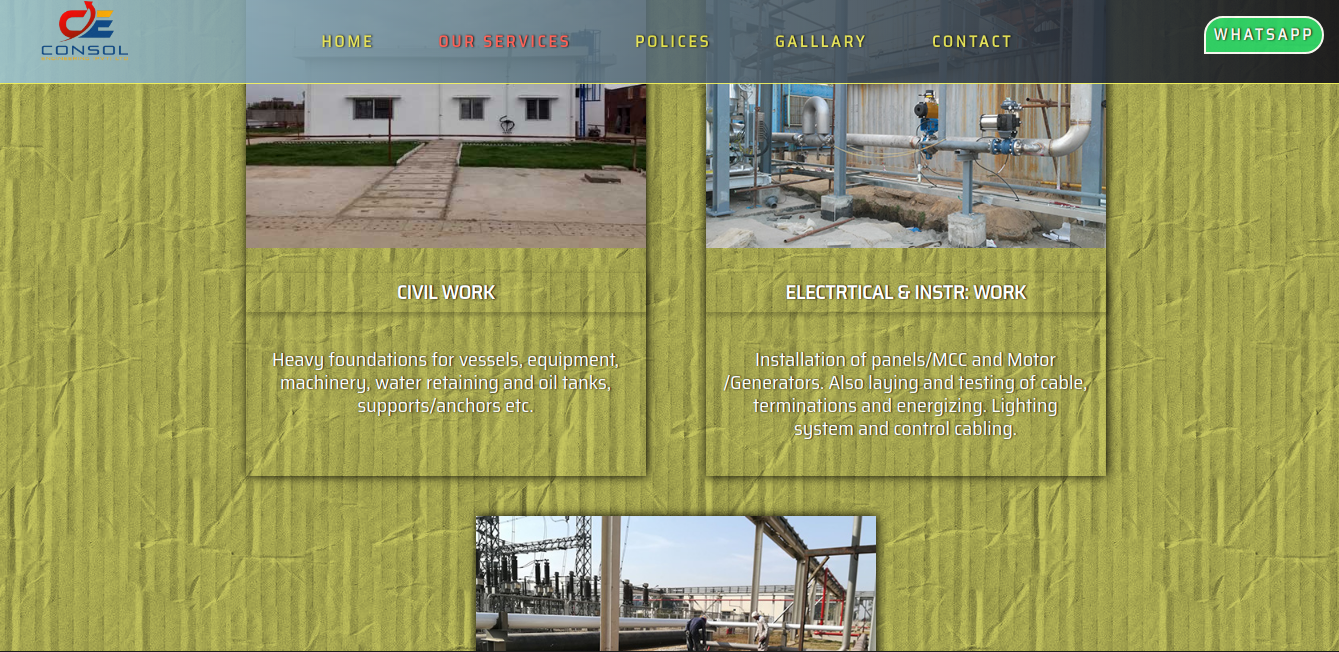 CONSOL
HOME
OUR SERVICES
POLICES
GALLLARY
CONTACT
WHATSAPP
CIVIL WORK
Heavy foundations for vessels, equipment,
machinery, water retaining and oil tanks,
supports/anchors etc.
ELECTRTICAL & INSTR: WORK
Installation of panels/MCC and Motor
/Generators. Also laying and testing of cable,
terminations and energizing. Lighting
system and control cabling.